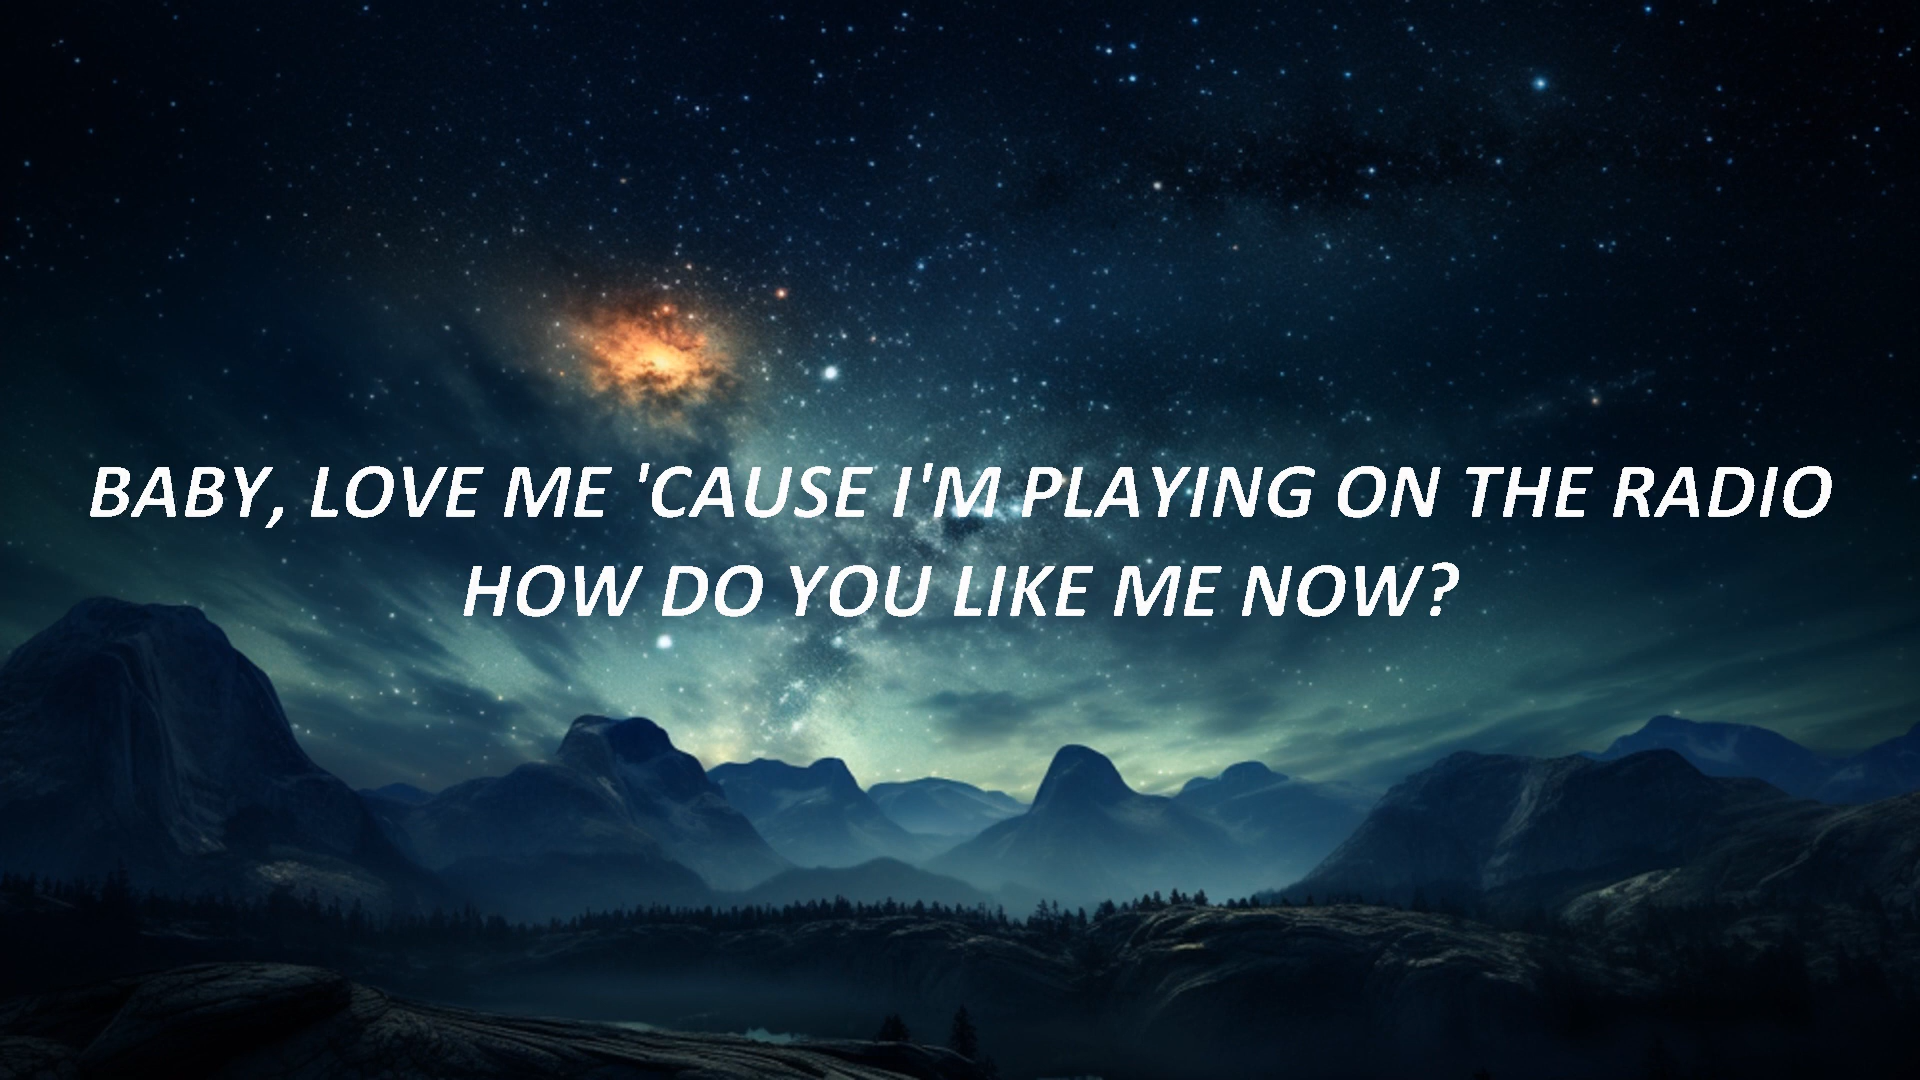 BABY, LOVE ME 'CAUSE I'M PLAYING ON THE RADIO
HOW DO YOU LIKE ME NOW?